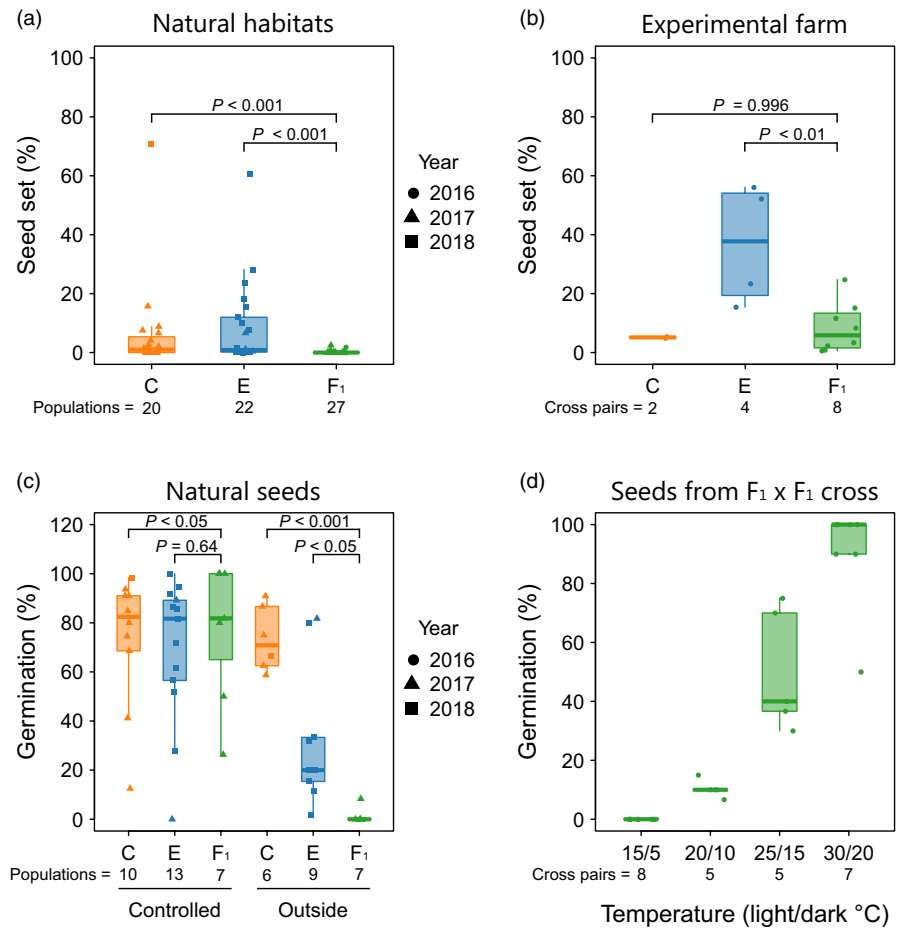 (a) Natural habitats
100
80
60
40
20
0
Seed set (%)
P < 0.001
P < 0.001
C E F1
Populations = 20 22 27
Year
2016
2017
2018
(b) Experimental farm
100
80
60
40
20
0
Seed set (%)
P = 0.996
P < 0.01
C E F1
Cross pairs = 2 4 8
(c) Natural seeds
120
100
80
60
40
20
0
Germination (%)
P < 0.05
P = 0.64
P < 0.001
P < 0.05
C E F1 C E F1
Populations = 10 13 7 6 9 7
Controlled Outside
Year
2016
2017
2018
(d) Seeds from F1 x F1 cross
100
80
60
40
20
0
Germination (%)
15/5 20/10 25/15 30/20
Cross pairs = 8 5 5 7
Temperature (light/dark °C)